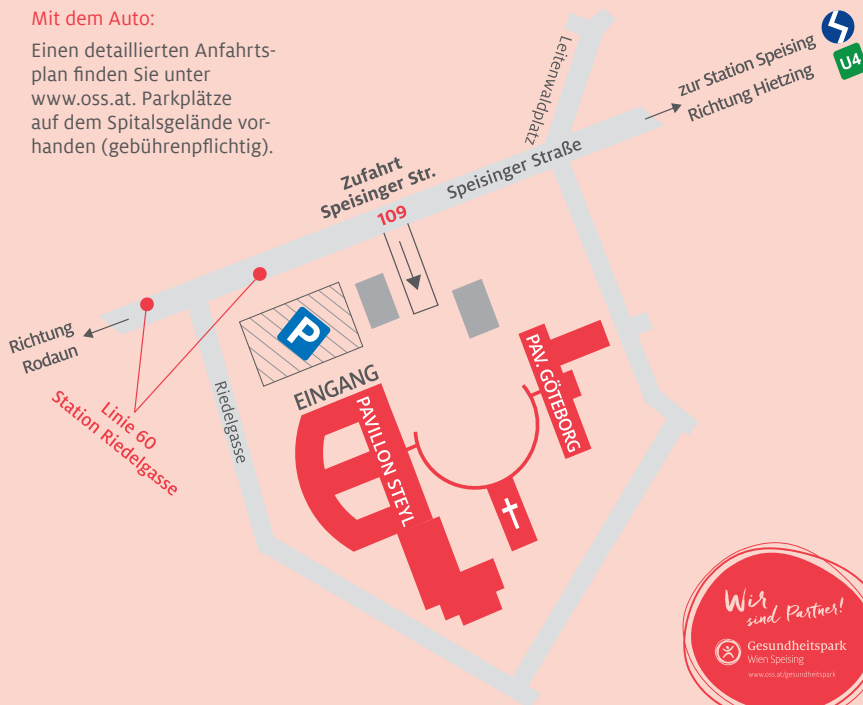 Mit dem Auto:
Einen detaillierten Anfahrts-
plan finden Sie unter
www.oss.at. Parkplätze
auf dem Spitalsgelände vor-
handen (gebührenpflichtig).
Leitenwaldplatz
zur Station Speising
Richtung Hietzing
U4
Zufahrt
Speisinger Str.
109
Speisinger Straße
Richtung
Rodaun
Linie 60
Station Riedelgasse
Riedelgasse
P
EINGANG
PAVILLON STEYL
PAV. GÖTEBORG
Wir
sind Partner!
Gesundheitspark
Wien Speising
www.oss.at/gesundheitspark